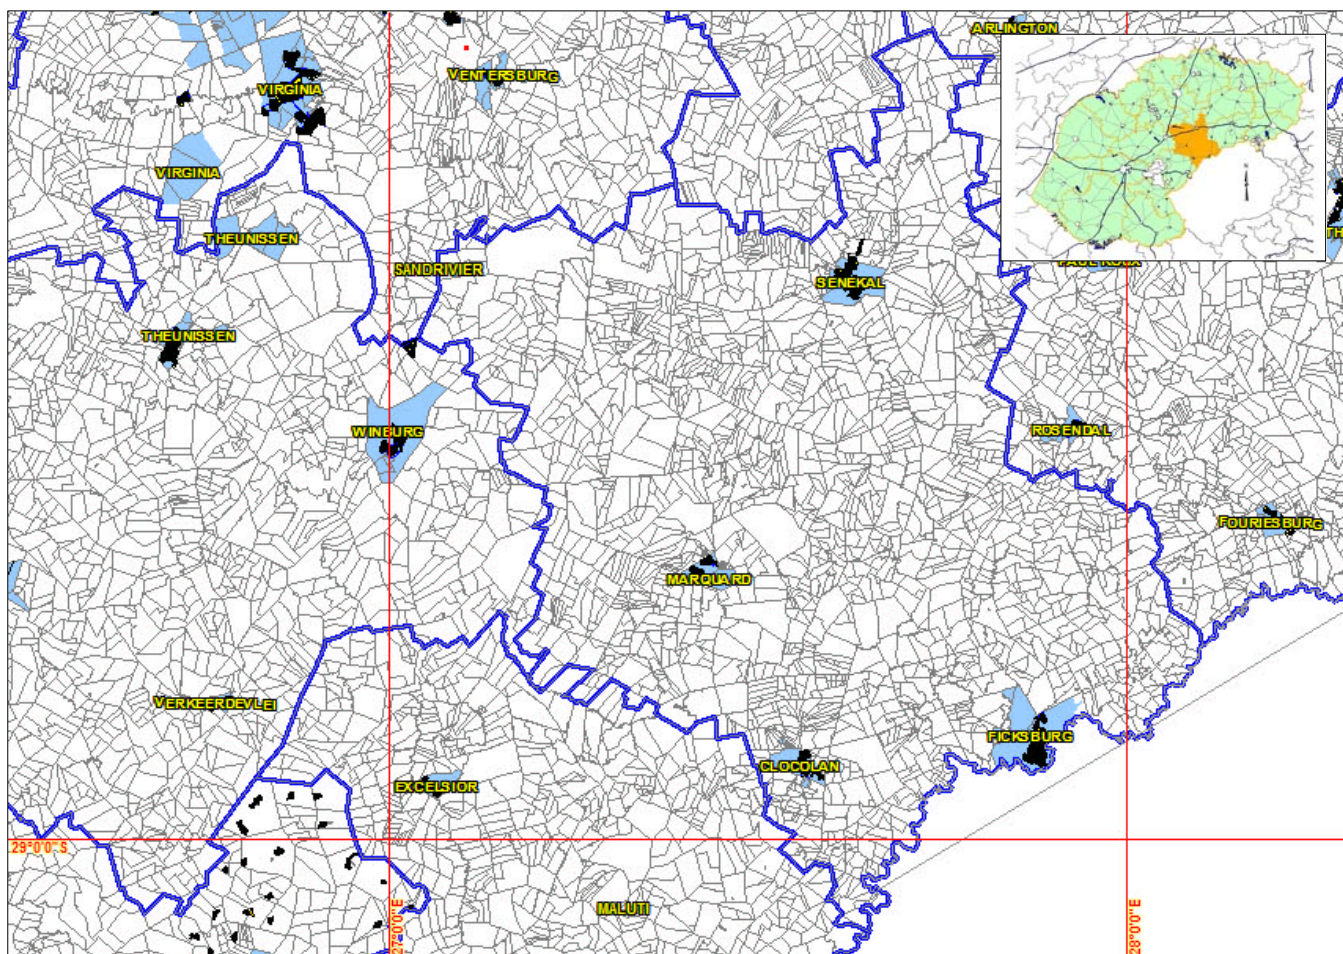 ARLINGTON
VENTERSBURG
VIRGINIA
VIRGINIA
THEUNISSEN
SANDRIVIER
PAUL ROUX
SENEKAL
THEUNISSEN
WINBURG
ROSENDAL
FOURIESBURG
MARQUARD
VERKEERDEVLEI
FICKSBURG
CLOCOLAN
EXCELSIOR
29°0'0"S
MALUTI
27°0'0"E
28°0'0"E